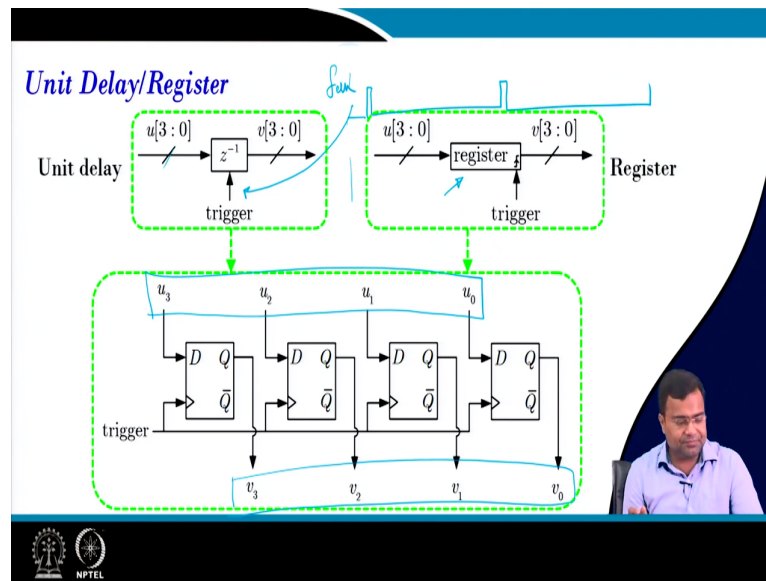 Unit Delay/Register
u[3 : 0]
z⁻¹
v[3 : 0]
Unit delay
trigger
u[3 : 0]
register
v[3 : 0]
Register
trigger
u₃ u₂ u₁ u₀
D Q D Q D Q D Q
Q̅ Q̅ Q̅ Q̅
trigger
v₃ v₂ v₁ v₀
NPTEL